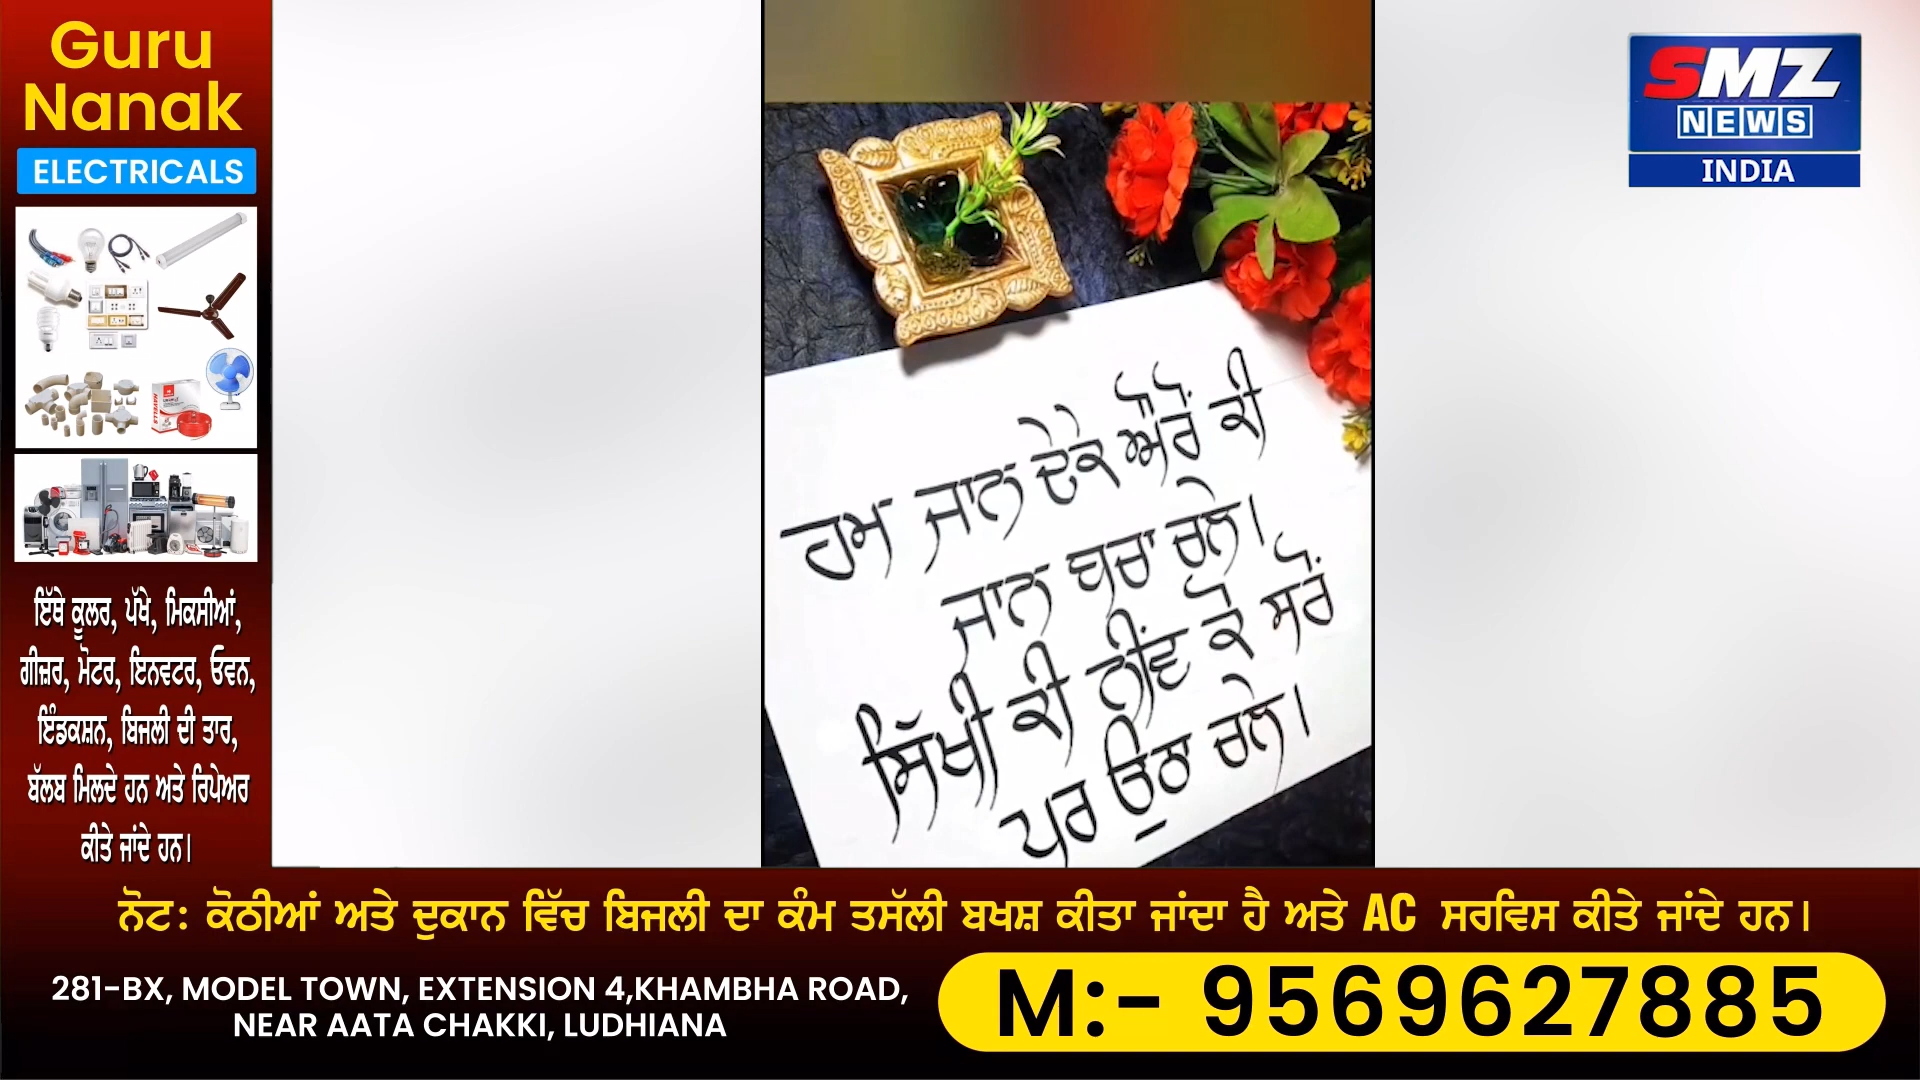 Guru
Nanak
ELECTRICALS
ਇੱਥੇ ਕੂਲਰ, ਪੱਖੇ, ਮਿਕਸੀਆਂ,
ਗੀਜ਼ਰ, ਮੋਟਰ, ਇਨਵਟਰ, ਓਵਨ,
ਇੰਡਕਸ਼ਨ, ਬਿਜਲੀ ਦੀ ਤਾਰ,
ਬੱਲਬ ਮਿਲਦੇ ਹਨ ਅਤੇ ਰਿਪੇਅਰ
ਕੀਤੇ ਜਾਂਦੇ ਹਨ।
ਹਮ ਜਾਨ ਦੇਕੇ ਔਰੋਂ ਕੀ
ਜਾਨ ਬਚਾ ਚਲੇ।
ਸਿੱਖੀ ਕੀ ਨੀਂਵ ਕੋ ਸਰੋਂ
ਪਰ ਉਠਾ ਚਲੇ।
SMZ
NEWS
INDIA
ਨੋਟ: ਕੋਠੀਆਂ ਅਤੇ ਦੁਕਾਨ ਵਿੱਚ ਬਿਜਲੀ ਦਾ ਕੰਮ ਤਸੱਲੀ ਬਖਸ਼ ਕੀਤਾ ਜਾਂਦਾ ਹੈ ਅਤੇ AC ਸਰਵਿਸ ਕੀਤੇ ਜਾਂਦੇ ਹਨ।
281-BX, MODEL TOWN, EXTENSION 4,KHAMBHA ROAD,
NEAR AATA CHAKKI, LUDHIANA
M:- 9569627885